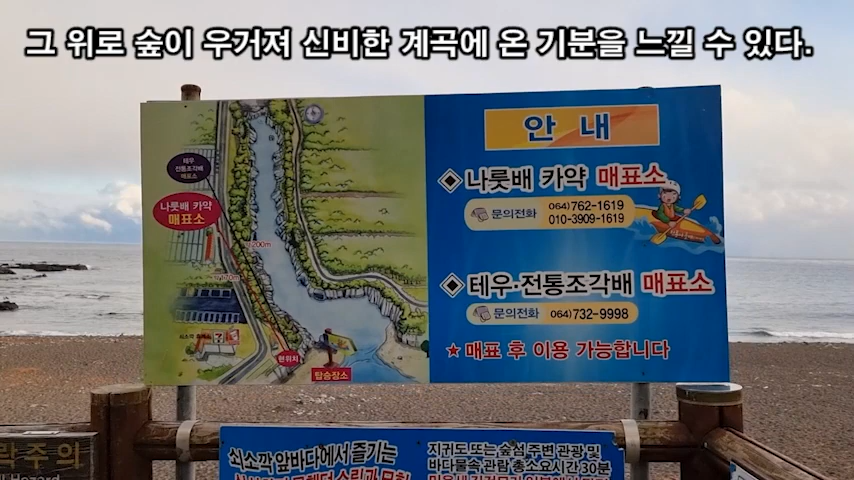 그 위로 숲이 우거져 신비한 계곡에 온 기분을 느낄 수 있다.
안내
나룻배 카약 매표소
문의전화
064)762-1619
010-3909-1619
테우·전통조각배 매표소
문의전화 064)732-9998
★ 매표 후 이용 가능합니다
테우
전통조각배
매표소
나룻배 카약
매표소
200m
현위치
탑승장소
쇠소깍 앞바다에서 즐기는
지귀도 또는 숲섬 주변 관광 및
바다물속 관람 총소요시간 30분
락주의